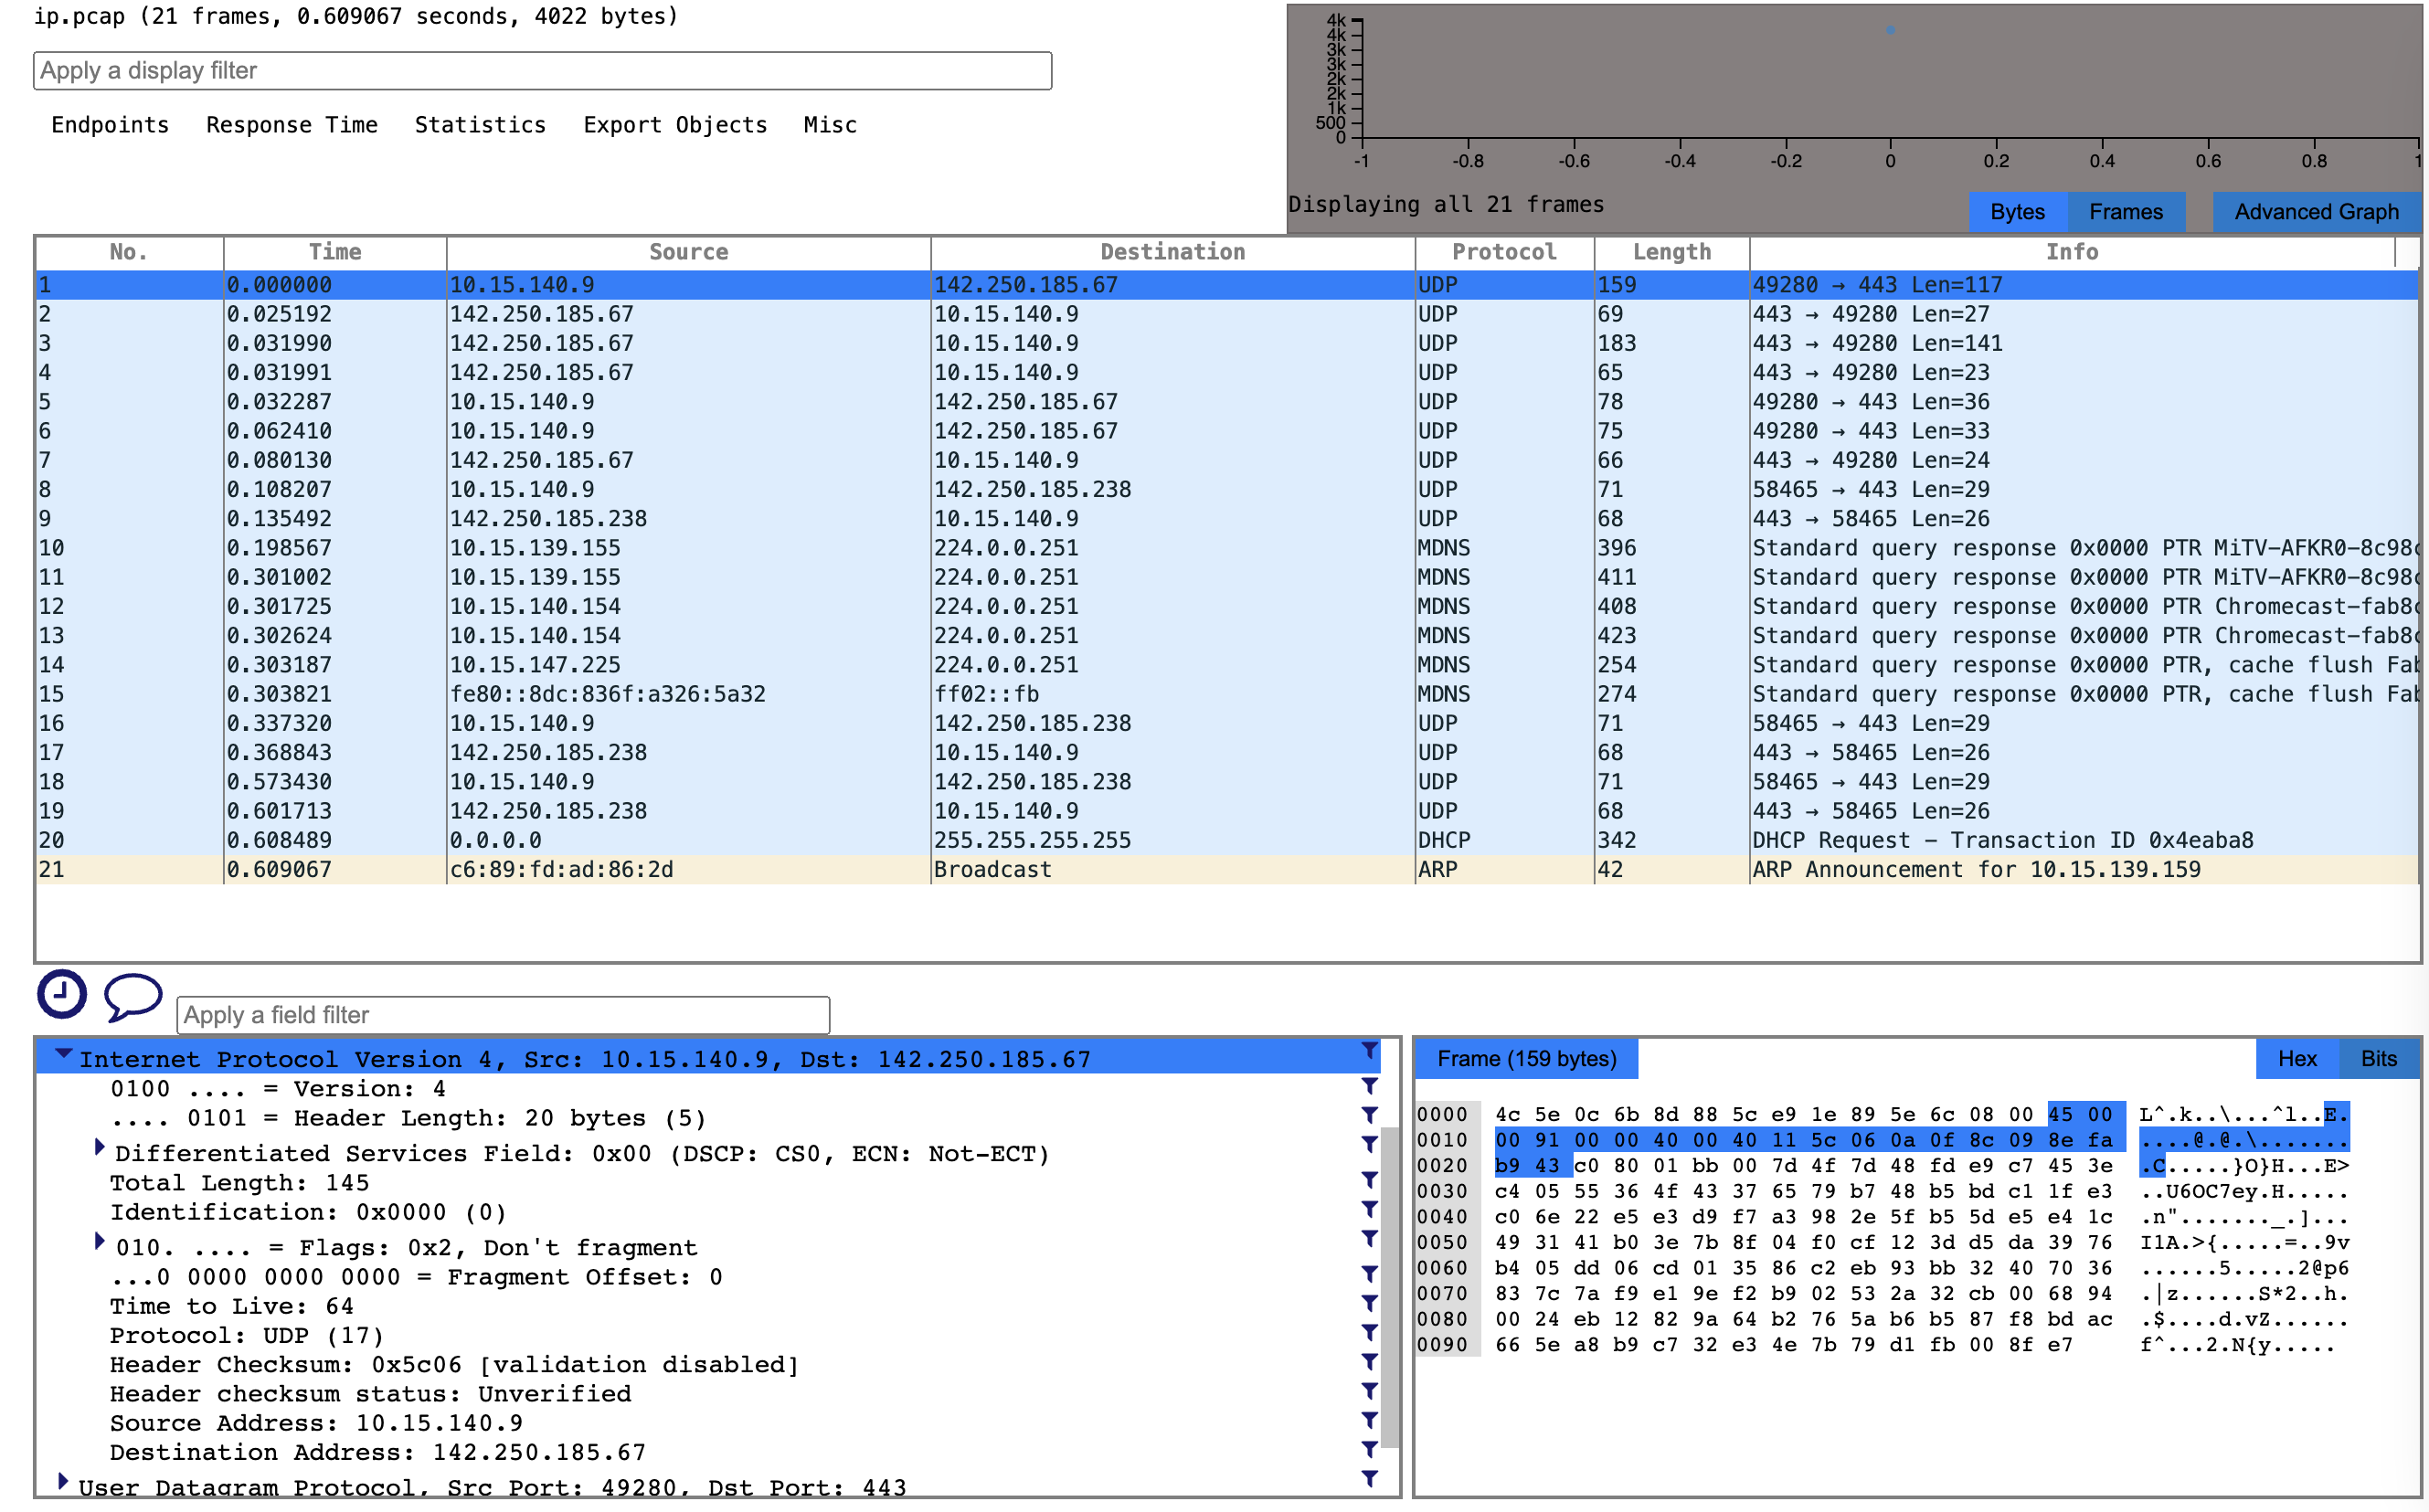 ip.pcap (21 frames, 0.609067 seconds, 4022 bytes)
Apply a display filter
Endpoints Response Time Statistics Export Objects Misc
4k
4k
3k
3k
2k
2k
1k
500
0
-1 -0.8 -0.6 -0.4 -0.2 0 0.2 0.4 0.6 0.8 1
Displaying all 21 frames
Bytes Frames Advanced Graph
No. Time Source Destination Protocol Length Info
1 0.000000 10.15.140.9 142.250.185.67 UDP 159 49280 → 443 Len=117
2 0.025192 142.250.185.67 10.15.140.9 UDP 69 443 → 49280 Len=27
3 0.031990 142.250.185.67 10.15.140.9 UDP 183 443 → 49280 Len=141
4 0.031991 142.250.185.67 10.15.140.9 UDP 65 443 → 49280 Len=23
5 0.032287 10.15.140.9 142.250.185.67 UDP 78 49280 → 443 Len=36
6 0.062410 10.15.140.9 142.250.185.67 UDP 75 49280 → 443 Len=33
7 0.080130 142.250.185.67 10.15.140.9 UDP 66 443 → 49280 Len=24
8 0.108207 10.15.140.9 142.250.185.238 UDP 71 58465 → 443 Len=29
9 0.135492 142.250.185.238 10.15.140.9 UDP 68 443 → 58465 Len=26
10 0.198567 10.15.139.155 224.0.0.251 MDNS 396 Standard query response 0x0000 PTR MiTV-AFKR0-8c98
11 0.301002 10.15.139.155 224.0.0.251 MDNS 411 Standard query response 0x0000 PTR MiTV-AFKR0-8c98
12 0.301725 10.15.140.154 224.0.0.251 MDNS 408 Standard query response 0x0000 PTR Chromecast-fab8
13 0.302624 10.15.140.154 224.0.0.251 MDNS 423 Standard query response 0x0000 PTR Chromecast-fab8
14 0.303187 10.15.147.225 224.0.0.251 MDNS 254 Standard query response 0x0000 PTR, cache flush Fa
15 0.303821 fe80::8dc:836f:a326:5a32 ff02::fb MDNS 274 Standard query response 0x0000 PTR, cache flush Fa
16 0.337320 10.15.140.9 142.250.185.238 UDP 71 58465 → 443 Len=29
17 0.368843 142.250.185.238 10.15.140.9 UDP 68 443 → 58465 Len=26
18 0.573430 10.15.140.9 142.250.185.238 UDP 71 58465 → 443 Len=29
19 0.601713 142.250.185.238 10.15.140.9 UDP 68 443 → 58465 Len=26
20 0.608489 0.0.0.0 255.255.255.255 DHCP 342 DHCP Request – Transaction ID 0x4eaba8
21 0.609067 c6:89:fd:ad:86:2d Broadcast ARP 42 ARP Announcement for 10.15.139.159
Apply a field filter
Internet Protocol Version 4, Src: 10.15.140.9, Dst: 142.250.185.67
0100 .... = Version: 4
.... 0101 = Header Length: 20 bytes (5)
Differentiated Services Field: 0x00 (DSCP: CS0, ECN: Not-ECT)
Total Length: 145
Identification: 0x0000 (0)
010. .... = Flags: 0x2, Don't fragment
...0 0000 0000 0000 = Fragment Offset: 0
Time to Live: 64
Protocol: UDP (17)
Header Checksum: 0x5c06 [validation disabled]
Header checksum status: Unverified
Source Address: 10.15.140.9
Destination Address: 142.250.185.67
User Datagram Protocol, Src Port: 49280, Dst Port: 443
Frame (159 bytes) Hex Bits
0000 4c 5e 0c 6b 8d 88 5c e9 1e 89 5e 6c 08 00 45 00 L^.k..\...^l..E.
0010 00 91 00 00 40 00 40 11 5c 06 0a 0f 8c 09 8e fa ....@.@.\.......
0020 b9 43 c0 80 01 bb 00 7d 4f 7d 48 fd e9 c7 45 3e .C.....}O}H...E>
0030 c4 05 55 36 4f 43 37 65 79 b7 48 b5 bd c1 1f e3 ..U6OC7ey.H.....
0040 c0 6e 22 e5 e3 d9 f7 a3 98 2e 5f b5 5d e5 e4 1c .n"......._.]...
0050 49 31 41 b0 3e 7b 8f 04 f0 cf 12 3d d5 da 39 76 I1A.>{.....=..9v
0060 b4 05 dd 06 cd 01 35 86 c2 eb 93 bb 32 40 70 36 ......5.....2@p6
0070 83 7c 7a f9 e1 9e f2 b9 02 53 2a 32 cb 00 68 94 .|z......S*2..h.
0080 00 24 eb 12 82 9a 64 b2 76 5a b6 b5 87 f8 bd ac .$....d.vZ......
0090 66 5e a8 b9 c7 32 e3 4e 7b 79 d1 fb 00 8f e7 f^...2.N{y.....